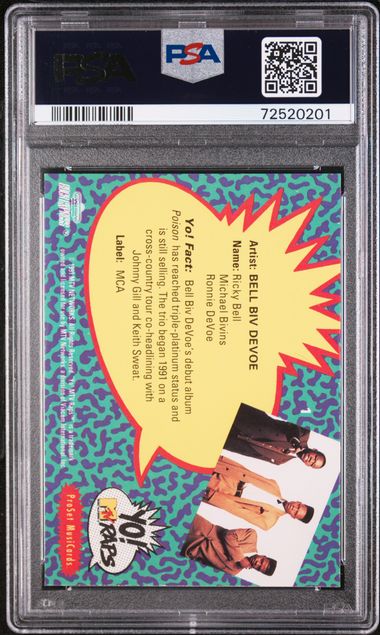 PSA
PSA
72520201
1
Artist: BELL BIV DEVOE
Name: Ricky Bell
Michael Bivins
Ronnie DeVoe
Yo! Fact: Bell Biv DeVoe's debut album
Poison has reached triple-platinum status and
is still selling. The trio began 1991 on a
cross-country tour co-headlining with
Johnny Gill and Keith Sweat.
Label: MCA
YO!
MTV
RAPS
ProSet MusiCards